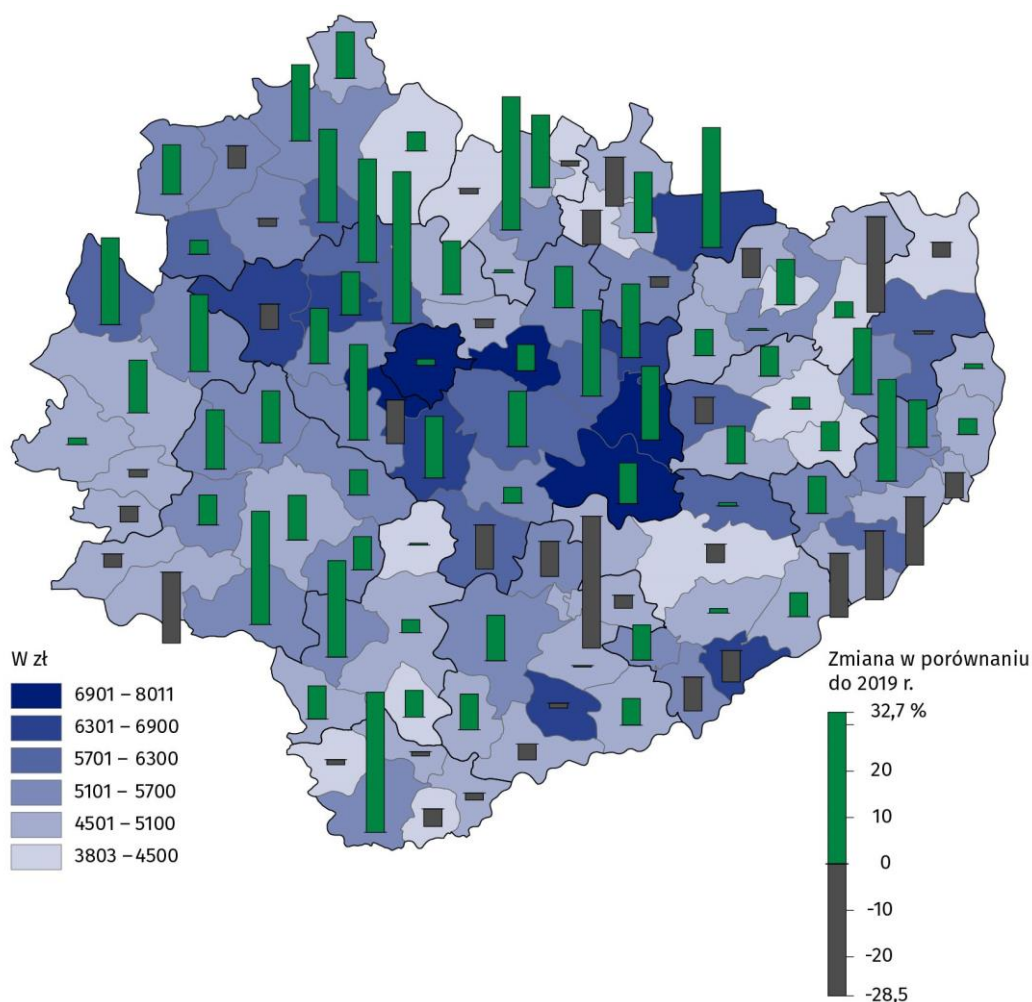 W zł
6901 – 8011
6301 – 6900
5701 – 6300
5101 – 5700
4501 – 5100
3803 – 4500
Zmiana w porównaniu
do 2019 r.
32,7 %
20
10
0
-10
-20
-28,5